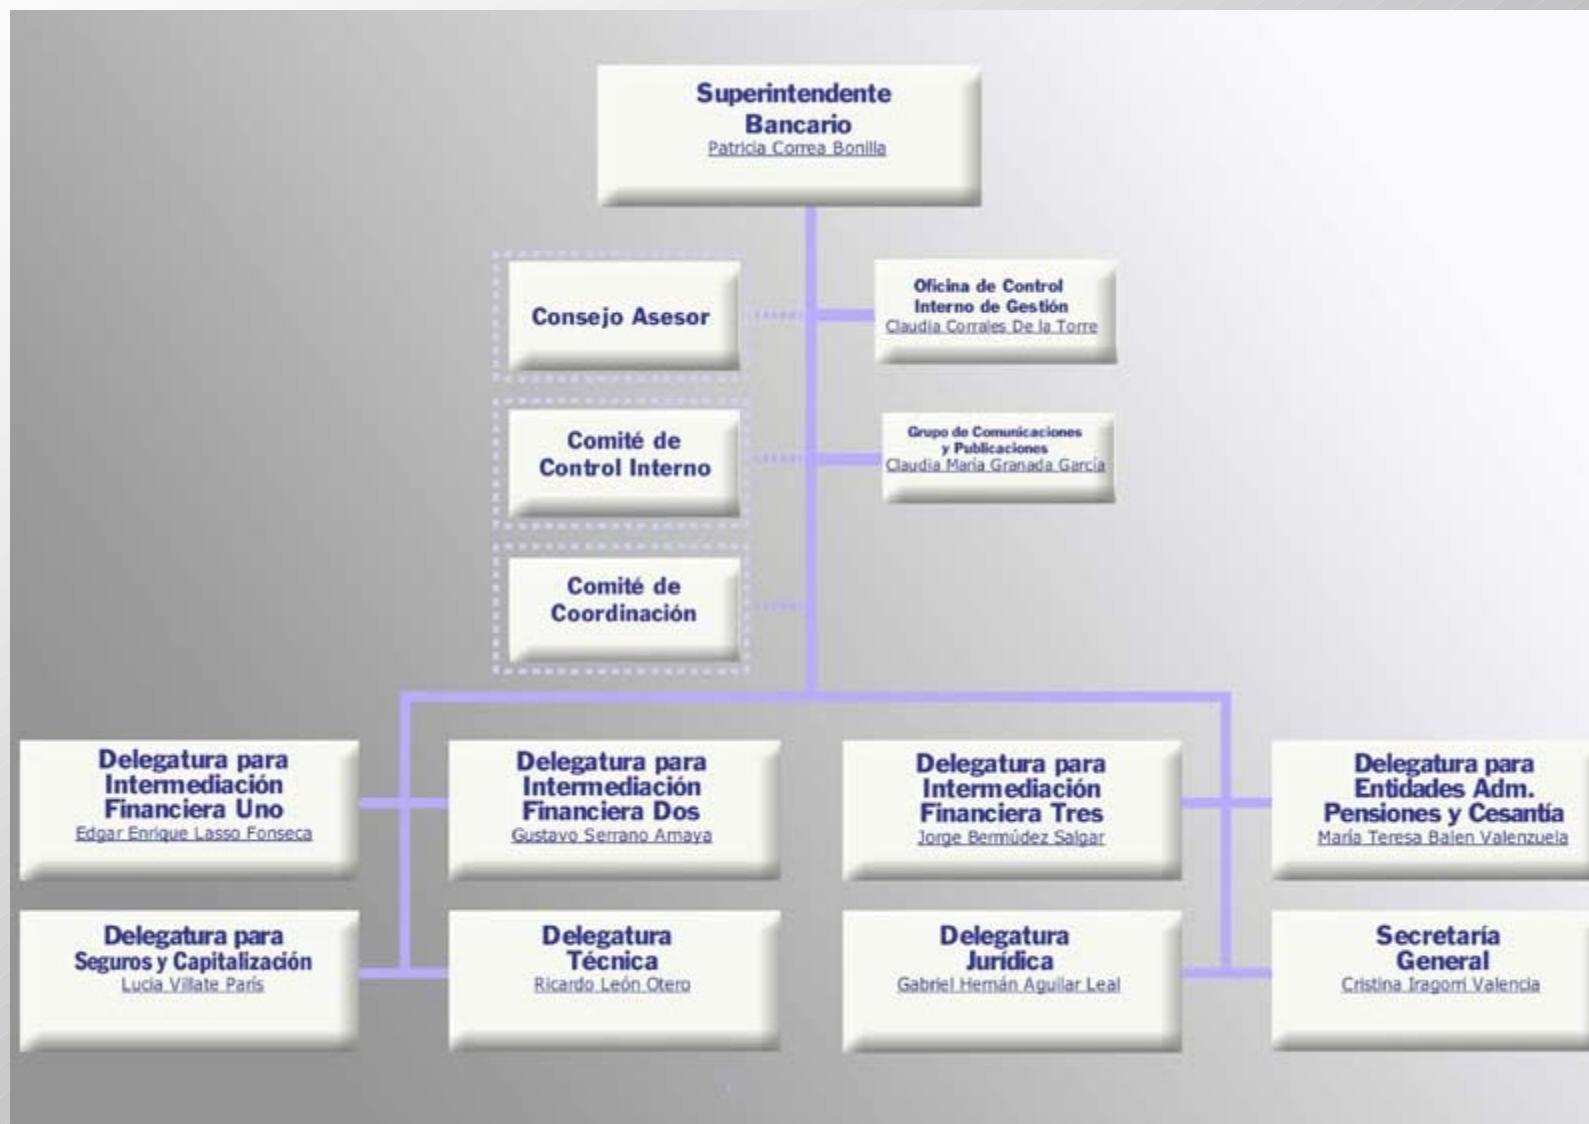 Superintendente
Bancario
Patricia Correa Bonilla
Consejo Asesor
Oficina de Control
Interno de Gestión
Claudia Corrales De la Torre
Comité de
Control Interno
Grupo de Comunicaciones
y Publicaciones
Claudia María Granada García
Comité de
Coordinación
Delegatura para
Intermediación
Financiera Uno
Edgar Enrique Lasso Fonseca
Delegatura para
Intermediación
Financiera Dos
Gustavo Serrano Amaya
Delegatura para
Intermediación
Financiera Tres
Jorge Bermúdez Salgar
Delegatura para
Entidades Adm.
Pensiones y Cesantía
María Teresa Balen Valenzuela
Delegatura para
Seguros y Capitalización
Lucia Villate París
Delegatura
Técnica
Ricardo León Otero
Delegatura
Jurídica
Gabriel Hernán Aguilar Leal
Secretaría
General
Cristina Iragorri Valencia